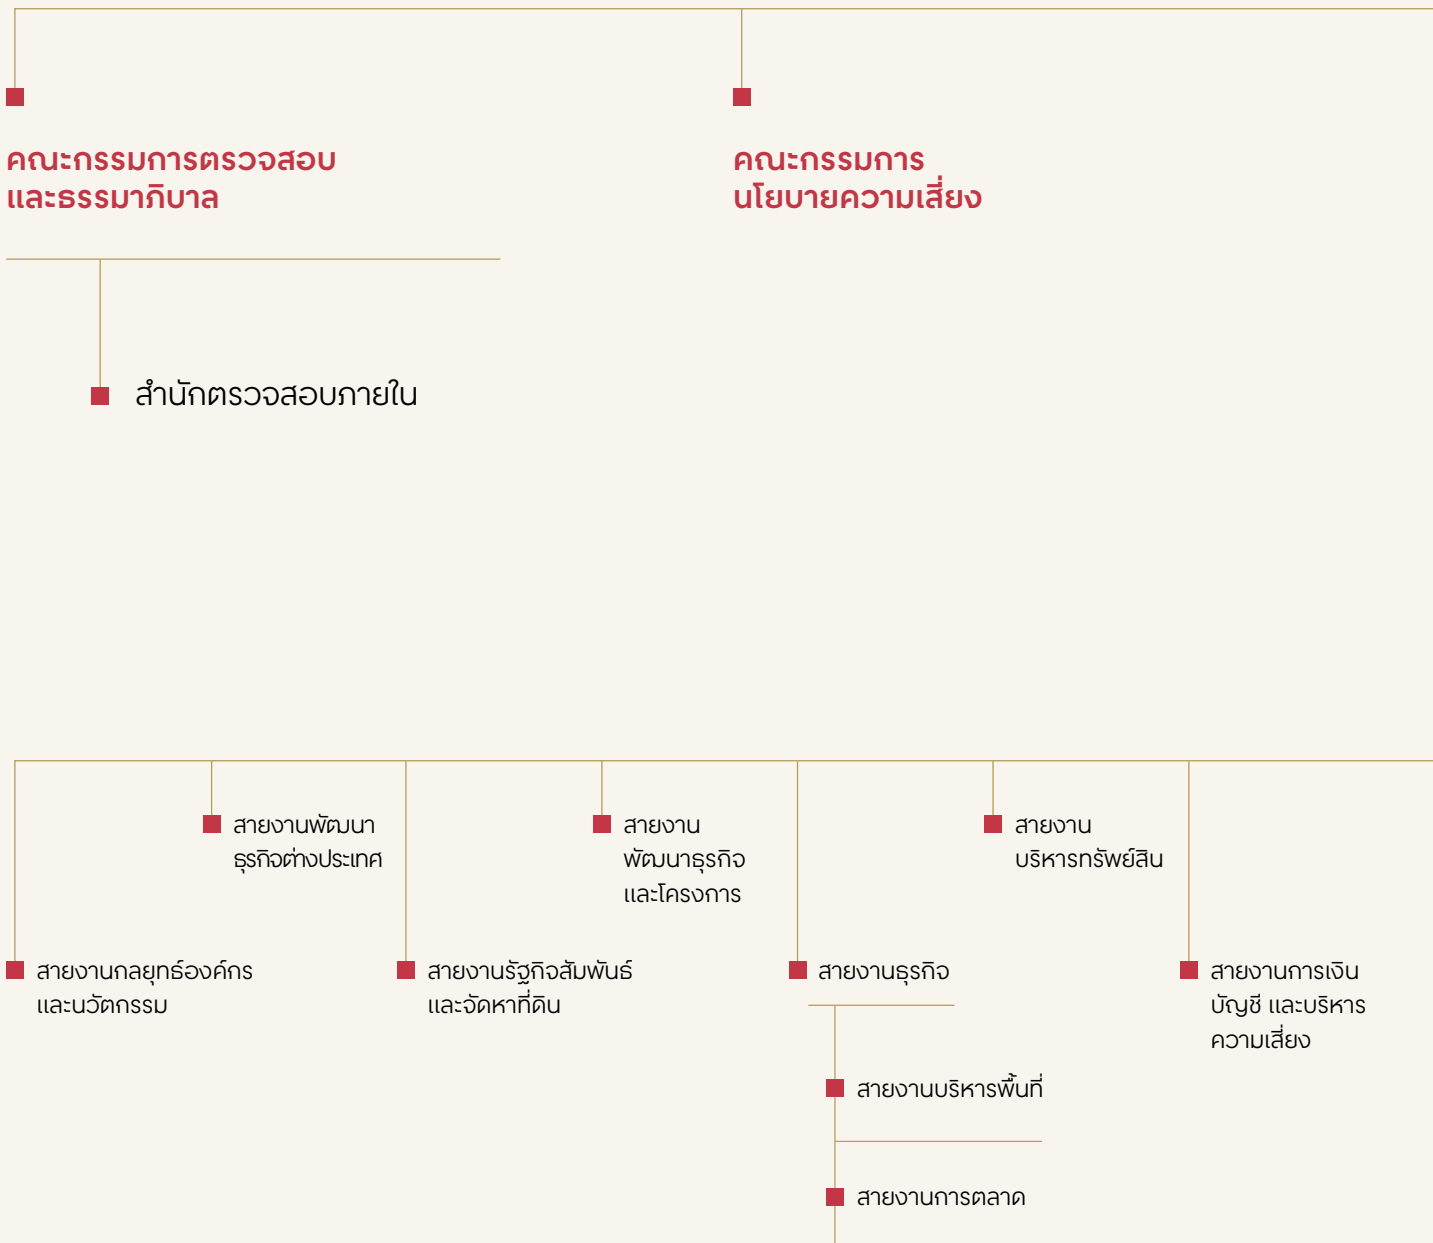 คณะกรรมการตรวจสอบ
และธรรมาภิบาล
คณะกรรมการ
นโยบายความเสี่ยง
สำนักตรวจสอบภายใน
สายงานพัฒนา
ธุรกิจต่างประเทศ
สายงาน
พัฒนาธุรกิจ
และโครงการ
สายงาน
บริหารทรัพย์สิน
สายงานกลยุทธ์องค์กร
และนวัตกรรม
สายงานรัฐกิจสัมพันธ์
และจัดหาที่ดิน
สายงานธุรกิจ
สายงานการเงิน
บัญชี และบริหาร
ความเสี่ยง
สายงานบริหารพื้นที่
สายงานการตลาด